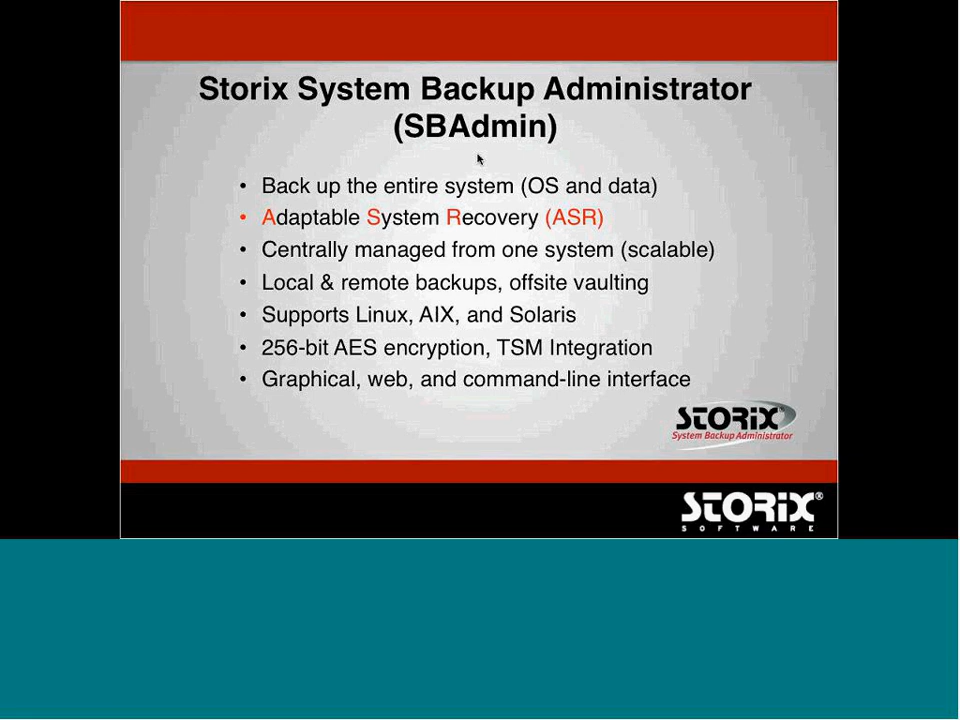 Storix System Backup Administrator
(SBAdmin)
• Back up the entire system (OS and data)
• Adaptable System Recovery (ASR)
• Centrally managed from one system (scalable)
• Local & remote backups, offsite vaulting
• Supports Linux, AIX, and Solaris
• 256-bit AES encryption, TSM Integration
• Graphical, web, and command-line interface
STORIX®
System Backup Administrator
STORIX®
SOFTWARE